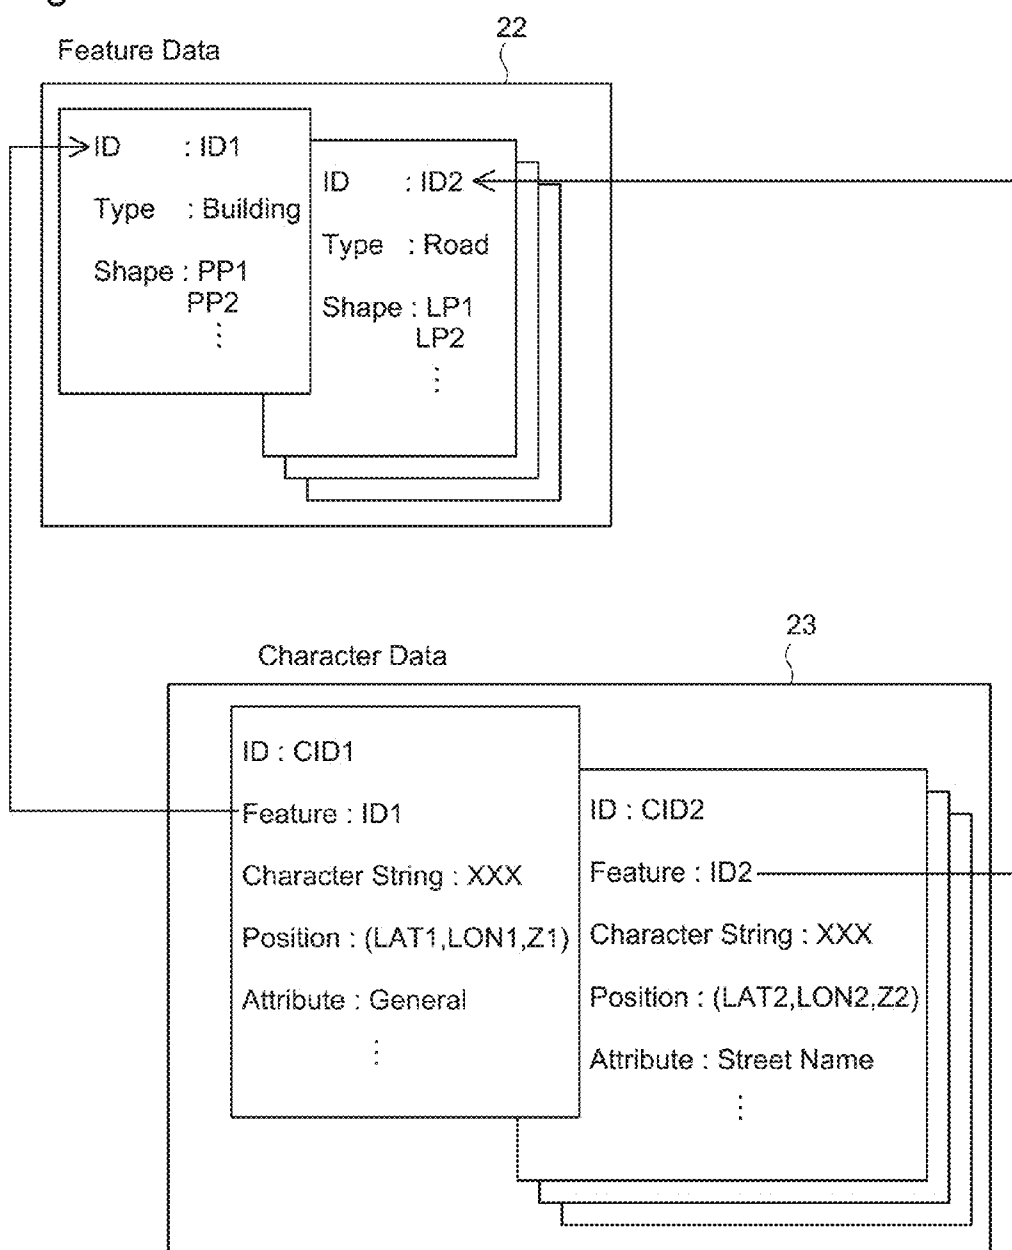 22
Feature Data
ID : ID1
Type : Building
Shape : PP1
PP2
⋮
ID : ID2
Type : Road
Shape : LP1
LP2
⋮
23
Character Data
ID : CID1
Feature : ID1
Character String : XXX
Position : (LAT1,LON1,Z1)
Attribute : General
⋮
ID : CID2
Feature : ID2
Character String : XXX
Position : (LAT2,LON2,Z2)
Attribute : Street Name
⋮